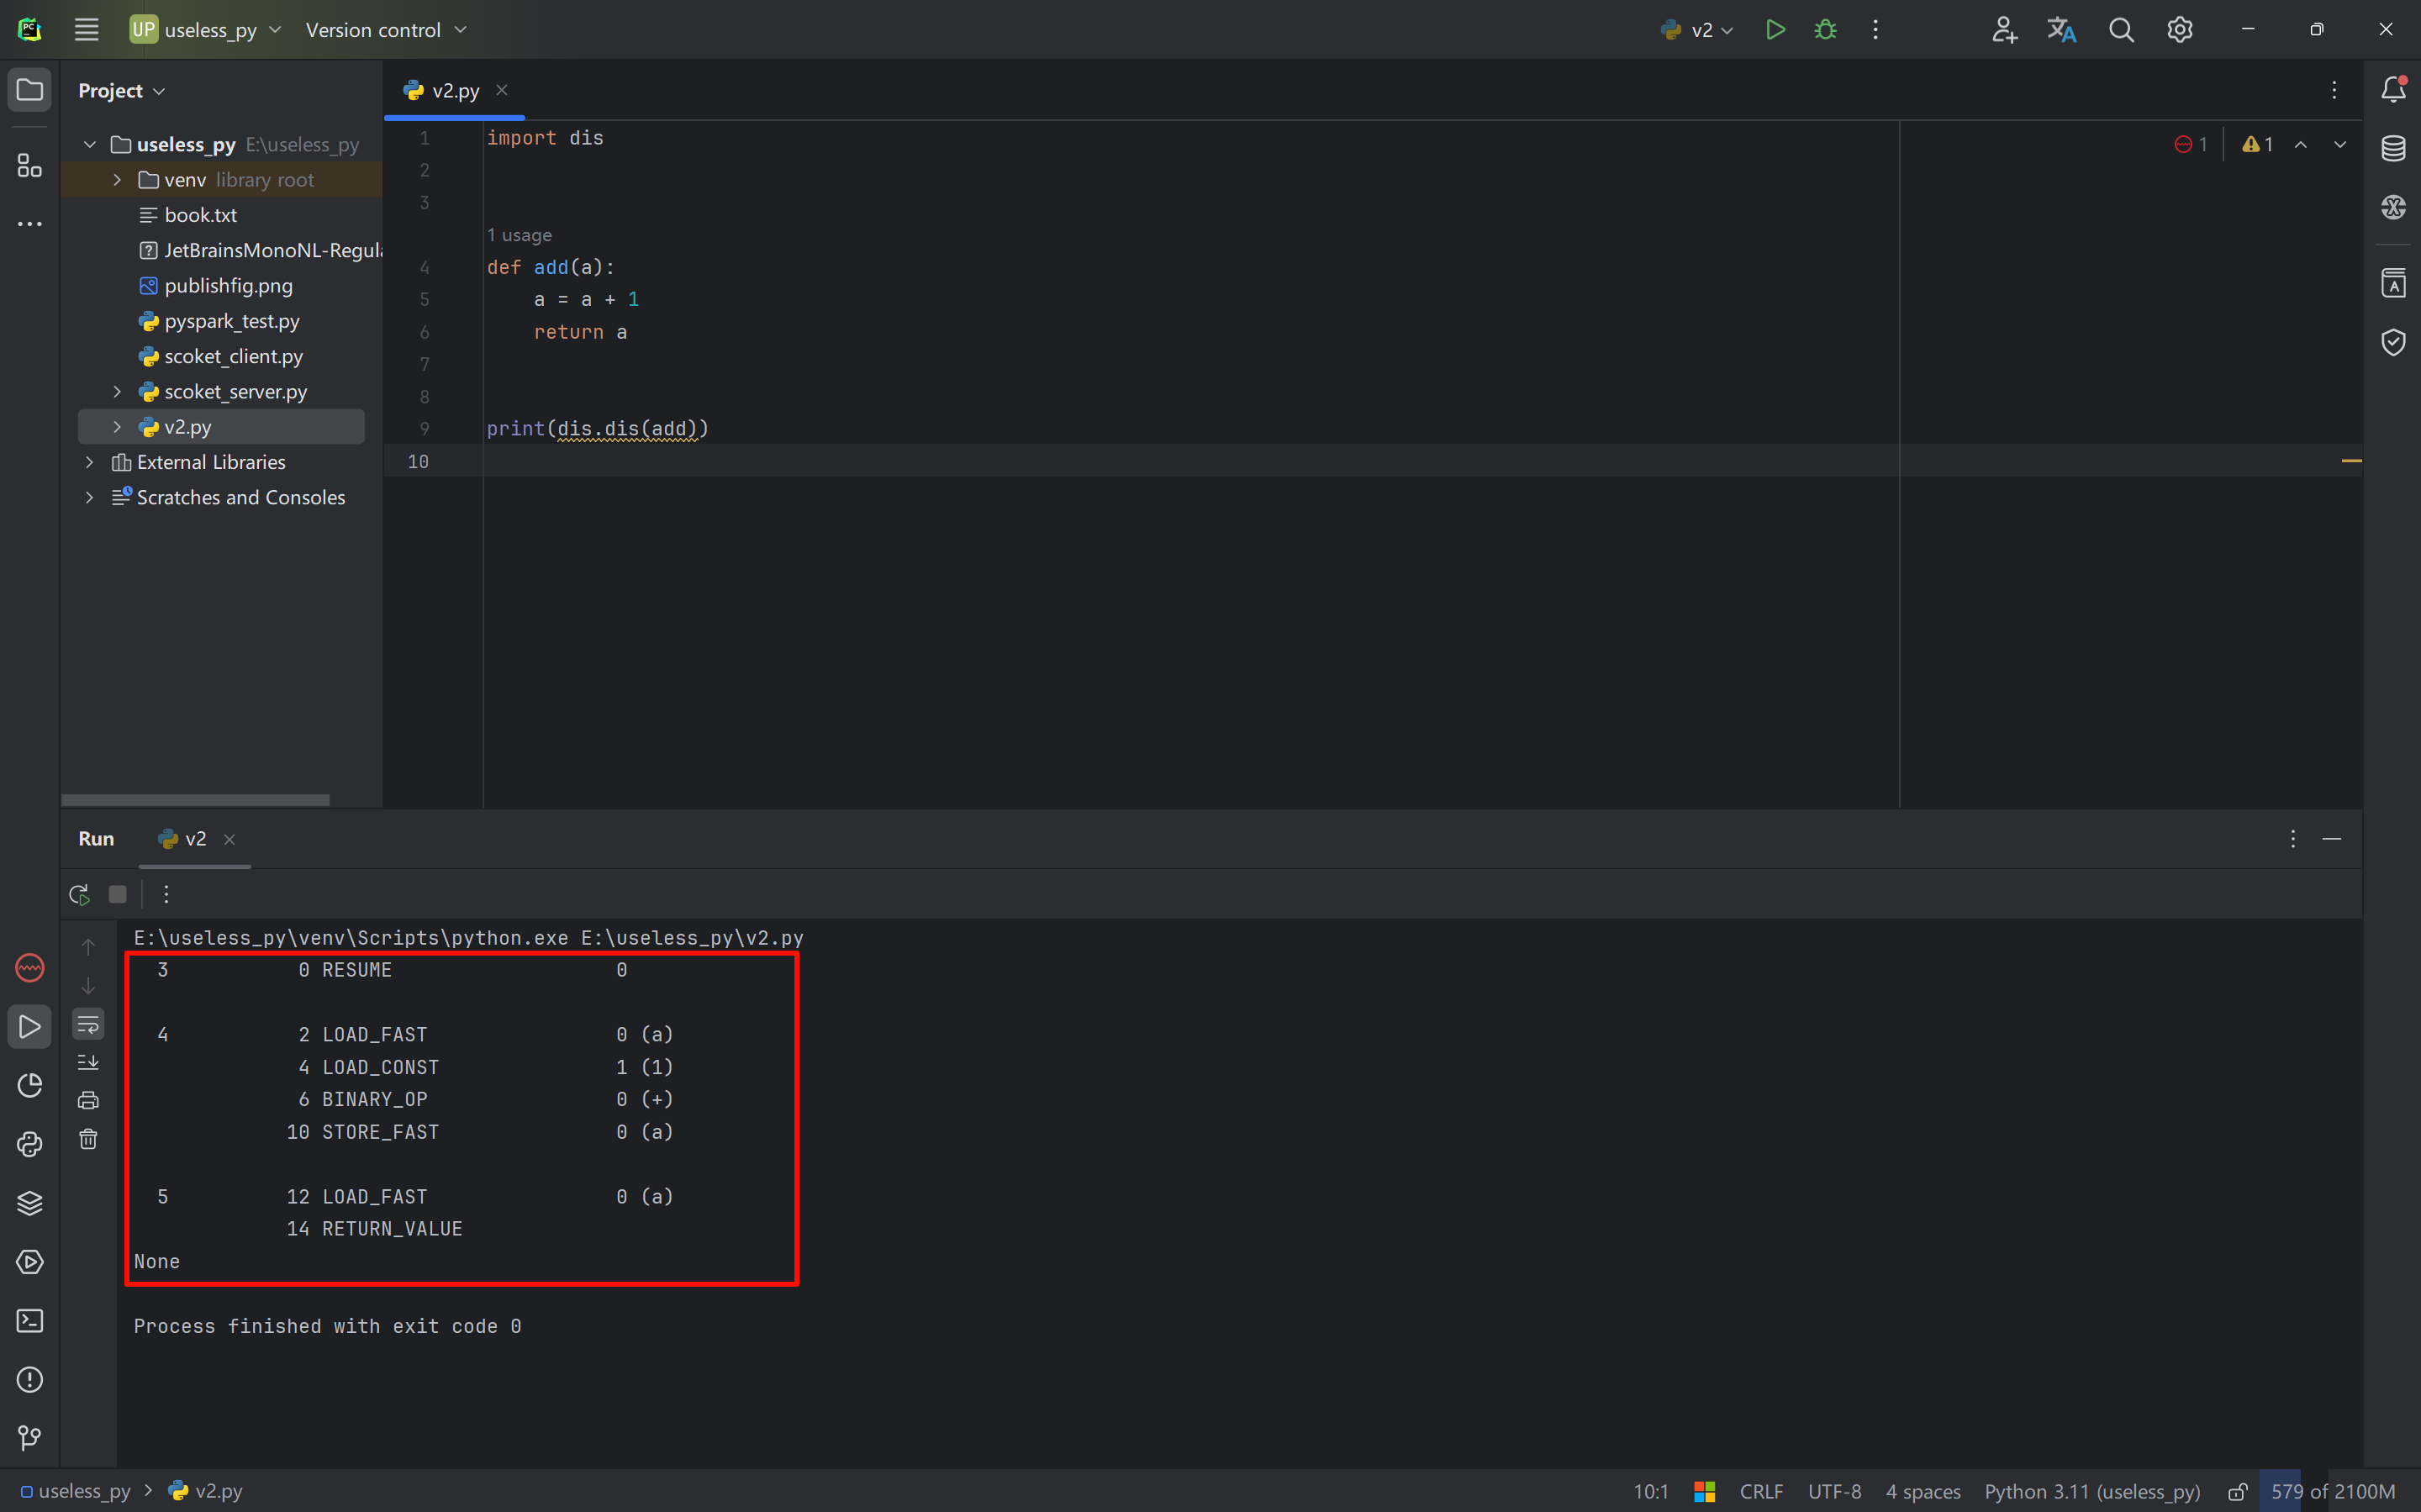 PC
UP useless_py Version control v2
Project
v2.py
useless_py E:\useless_py
venv library root
book.txt
JetBrainsMonoNL-Regula
publishfig.png
pyspark_test.py
scoket_client.py
scoket_server.py
v2.py
External Libraries
Scratches and Consoles
1 1
1 import dis
2
3
1 usage
4 def add(a):
5 a = a + 1
6 return a
7
8
9 print(dis.dis(add))
10
Run v2
E:\useless_py\venv\Scripts\python.exe E:\useless_py\v2.py
3 0 RESUME 0
4 2 LOAD_FAST 0 (a)
4 LOAD_CONST 1 (1)
6 BINARY_OP 0 (+)
10 STORE_FAST 0 (a)
5 12 LOAD_FAST 0 (a)
14 RETURN_VALUE
None
Process finished with exit code 0
useless_py v2.py
10:1 CRLF UTF-8 4 spaces Python 3.11 (useless_py) 579 of 2100M